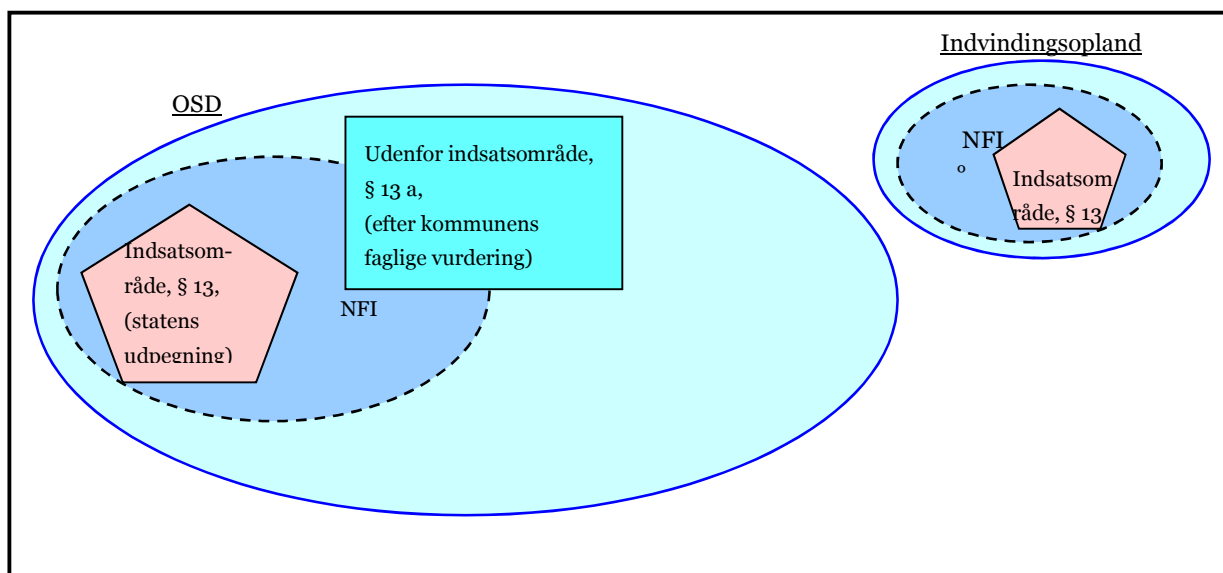 Indvindingsopland
OSD
Udenfor indsatsområde,
§ 13 a,
(efter kommunens
faglige vurdering)
NFI
o
Indsatsom
råde, § 13
Indsatsom-
råde, § 13,
(statens
udpegning)
NFI